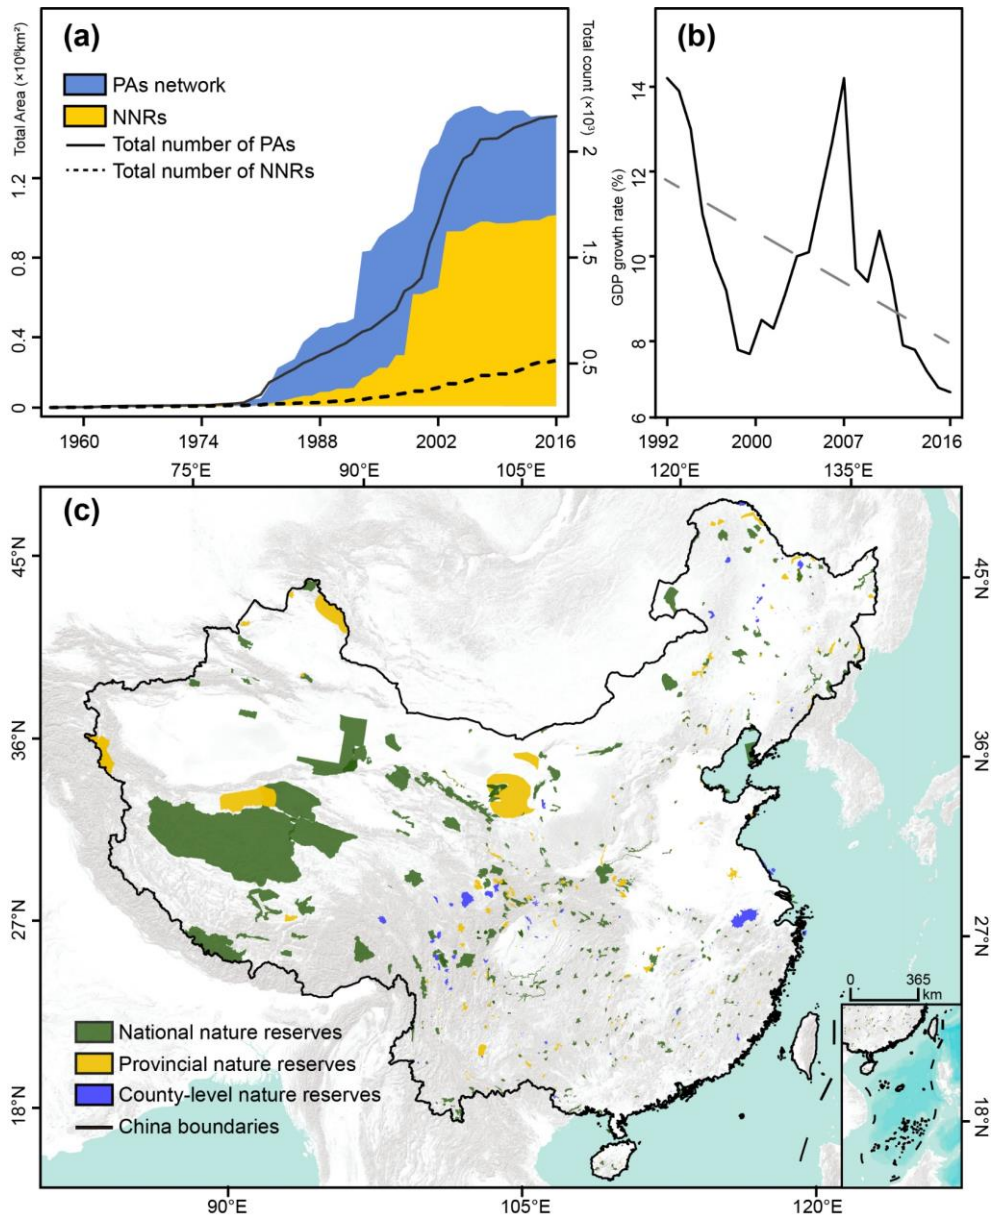 (a)
Total Area (×10⁶km²)
1.2
0.8
0.4
0
PAs network
NNRs
Total number of PAs
Total number of NNRs
Total count (×10³)
2
1.5
0.5
1960
1974
1988
2002
2016
(b)
GDP growth rate (%)
14
12
10
8
6
1992
2000
2007
2016
75°E
90°E
105°E
120°E
135°E
(c)
45°N
36°N
27°N
18°N
45°N
36°N
27°N
18°N
National nature reserves
Provincial nature reserves
County-level nature reserves
China boundaries
0
365
km
90°E
105°E
120°E